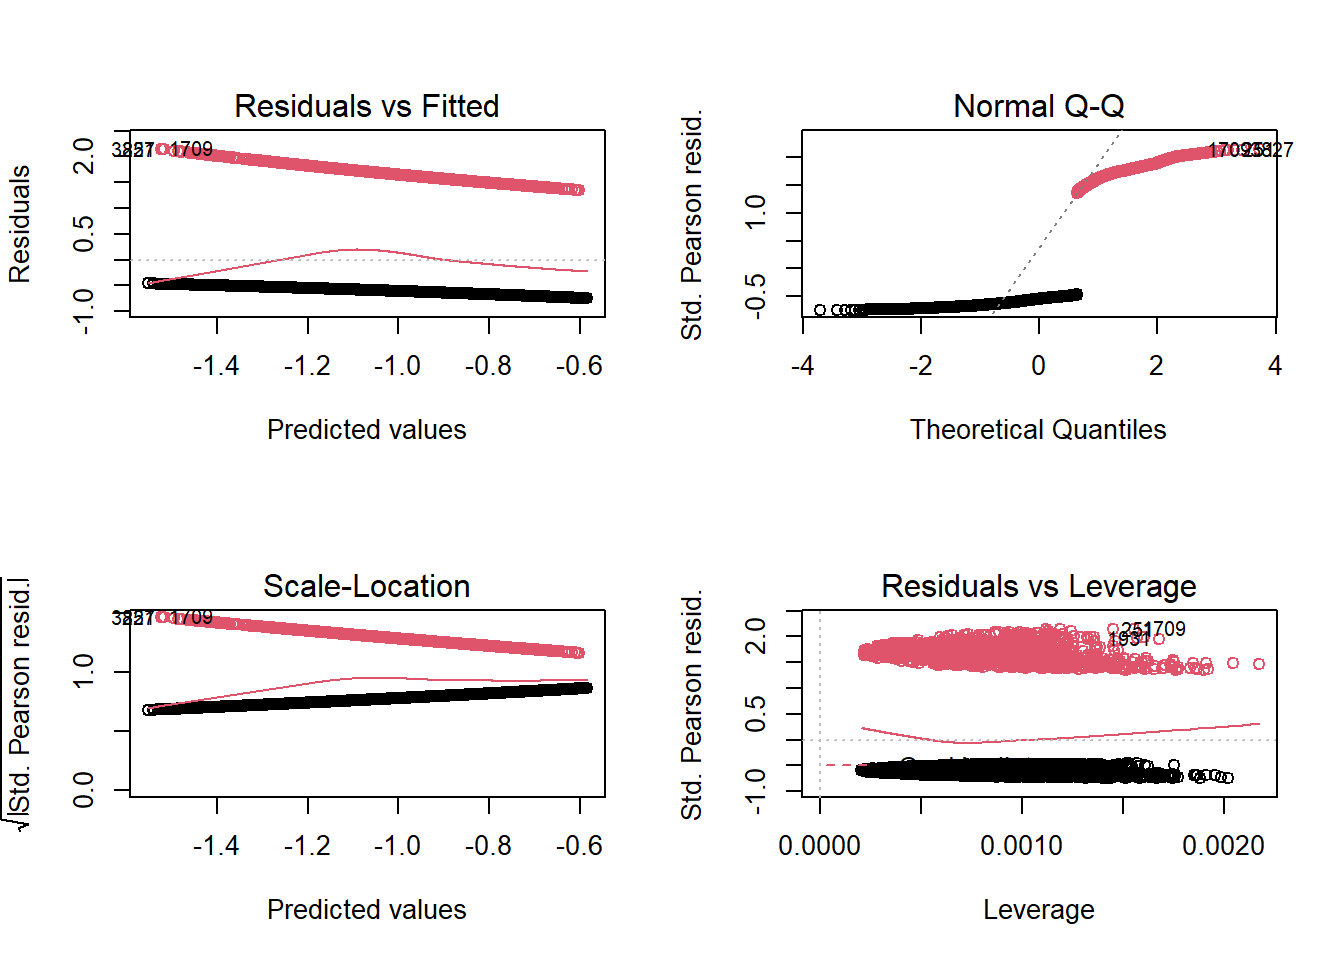 Residuals vs Fitted
Residuals
2.0
0.5
-1.0
1709
-1.4 -1.2 -1.0 -0.8 -0.6
Predicted values
Normal Q-Q
Std. Pearson resid.
1.0
-0.5
-4 -2 0 2 4
Theoretical Quantiles
Scale-Location
√|Std. Pearson resid.|
1.0
0.0
1709
-1.4 -1.2 -1.0 -0.8 -0.6
Predicted values
Residuals vs Leverage
Std. Pearson resid.
2.0
0.5
-1.0
1709
1931
0.0000 0.0010 0.0020
Leverage